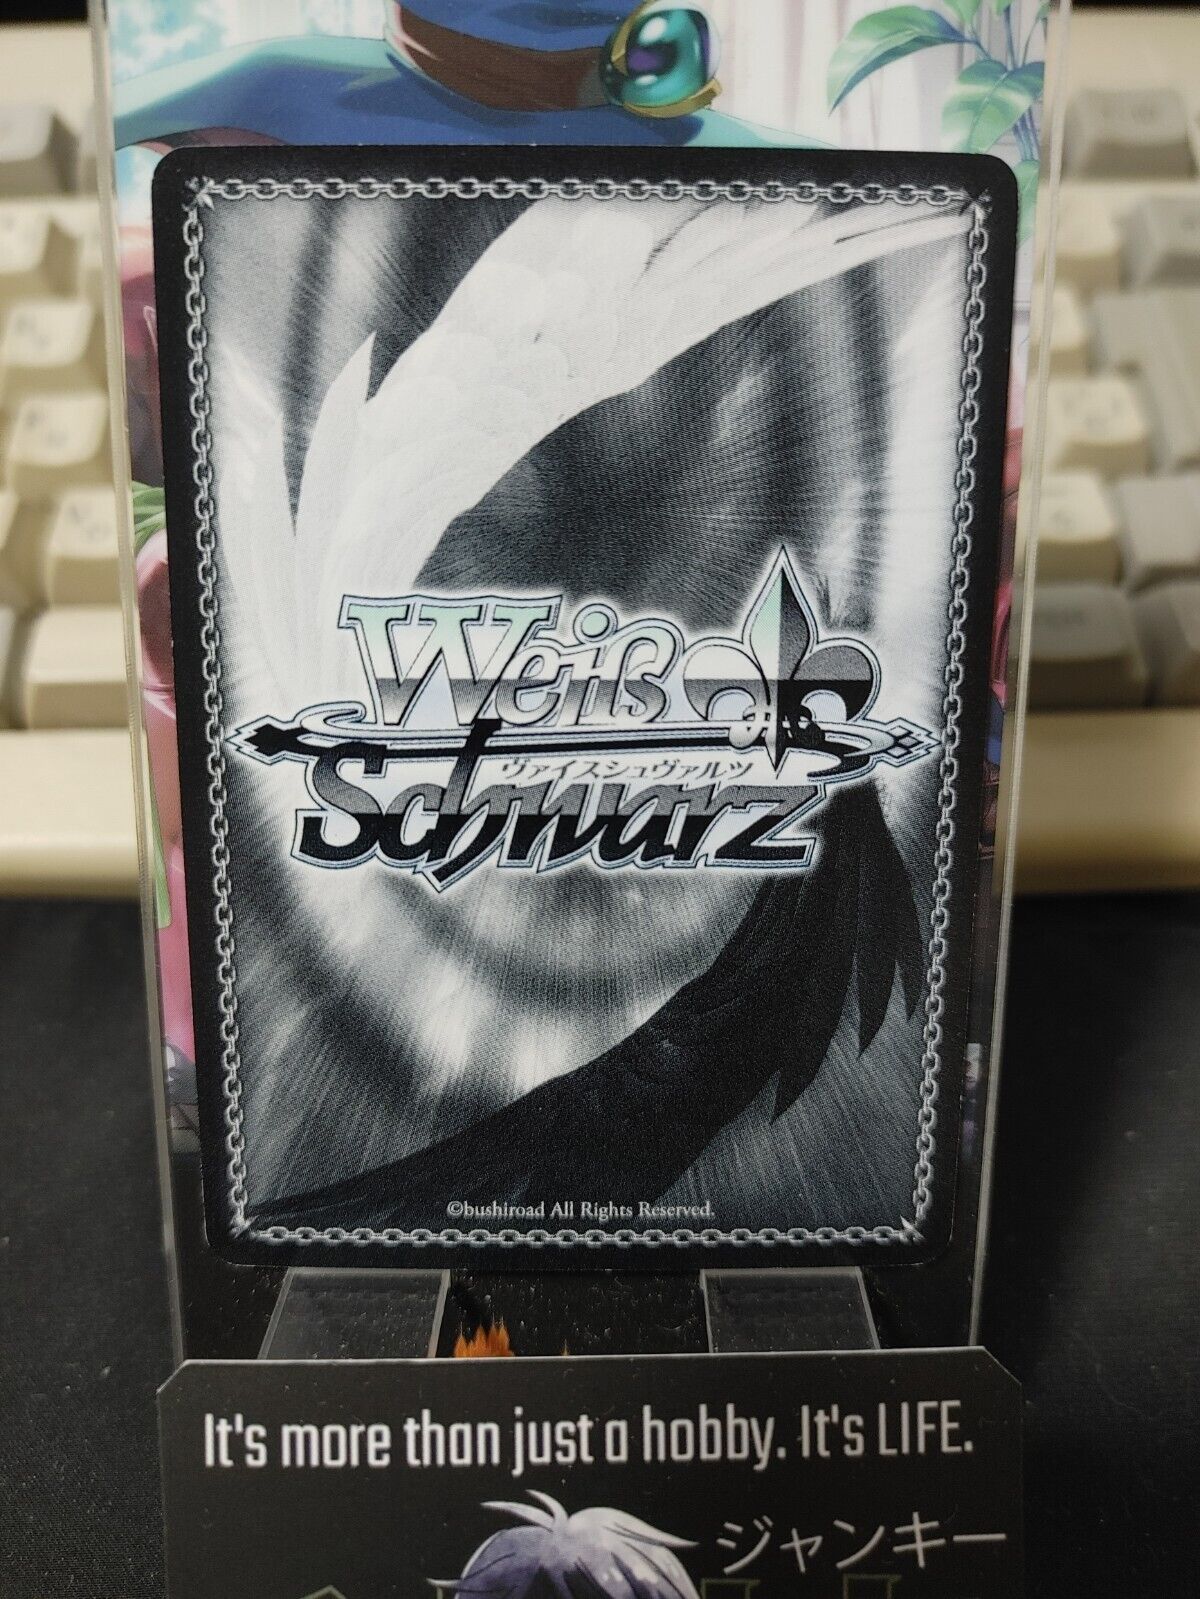 Weiß
ヴァイスシュヴァルツ
Schwarz
©bushiroad All Rights Reserved.
It's more than just a hobby. It's LIFE.
ジャンキー